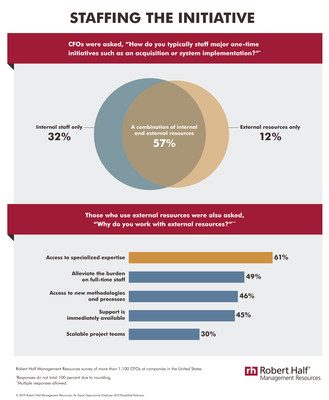 STAFFING THE INITIATIVE
CFOs were asked, "How do you typically staff major one-time
initiatives such as an acquisition or system implementation?"*
Internal staff only
32%
A combination of internal
and external resources
57%
External resources only
12%
Those who use external resources were also asked,
"Why do you work with external resources?"**
Access to specialized expertise
61%
Alleviate the burden
on full-time staff
49%
Access to new methodologies
and processes
46%
Support is
immediately available
45%
Scalable project teams
30%
Robert Half Management Resources survey of more than 1,100 CFOs of companies in the United States
*Responses do not total 100 percent due to rounding.
**Multiple responses allowed.
© 2019 Robert Half Management Resources. An Equal Opportunity Employer M/F/Disability/Veterans.
rh Robert Half®
Management Resources